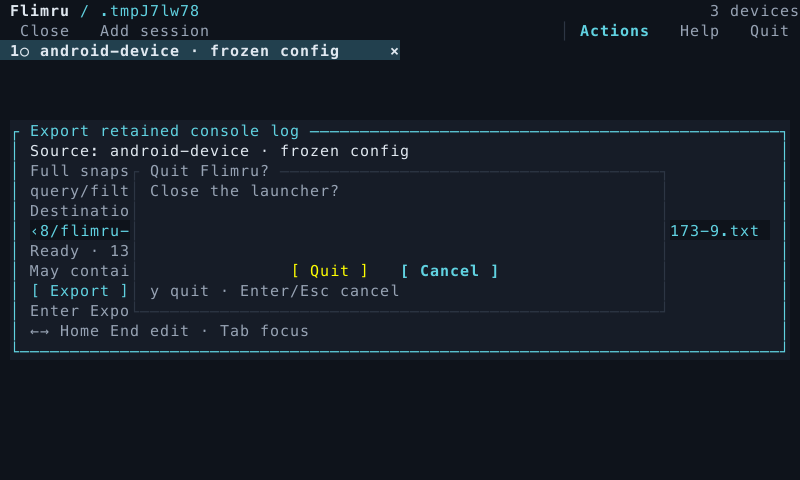 Flimru / .tmpJ7lw78 3 devices
Close Add session Actions Help Quit
1○ android-device · frozen config ×
Export retained console log
Source: android-device · frozen config
Full snaps Quit Flimru?
query/filt Close the launcher?
Destinatio
‹8/flimru- 173-9.txt
Ready · 13
May contai [ Quit ] [ Cancel ]
[ Export ] y quit · Enter/Esc cancel
Enter Expo
←→ Home End edit · Tab focus